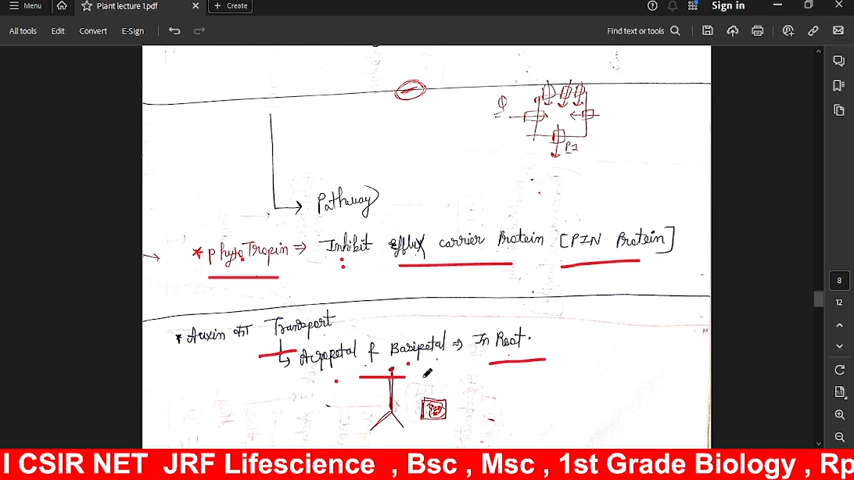 Menu Plant lecture 1.pdf × + Create Sign in
All tools Edit Convert E-Sign Find text or tools
P1
Pathway
* Phyto Tropin ⇒ Inhibit efflux carrier Protein [PIN Protein]
* Auxin का Transport
Acropetal & Basipetal ⇒ In Root.
8
12
I CSIR NET JRF Lifescience , Bsc , Msc , 1st Grade Biology , Rp